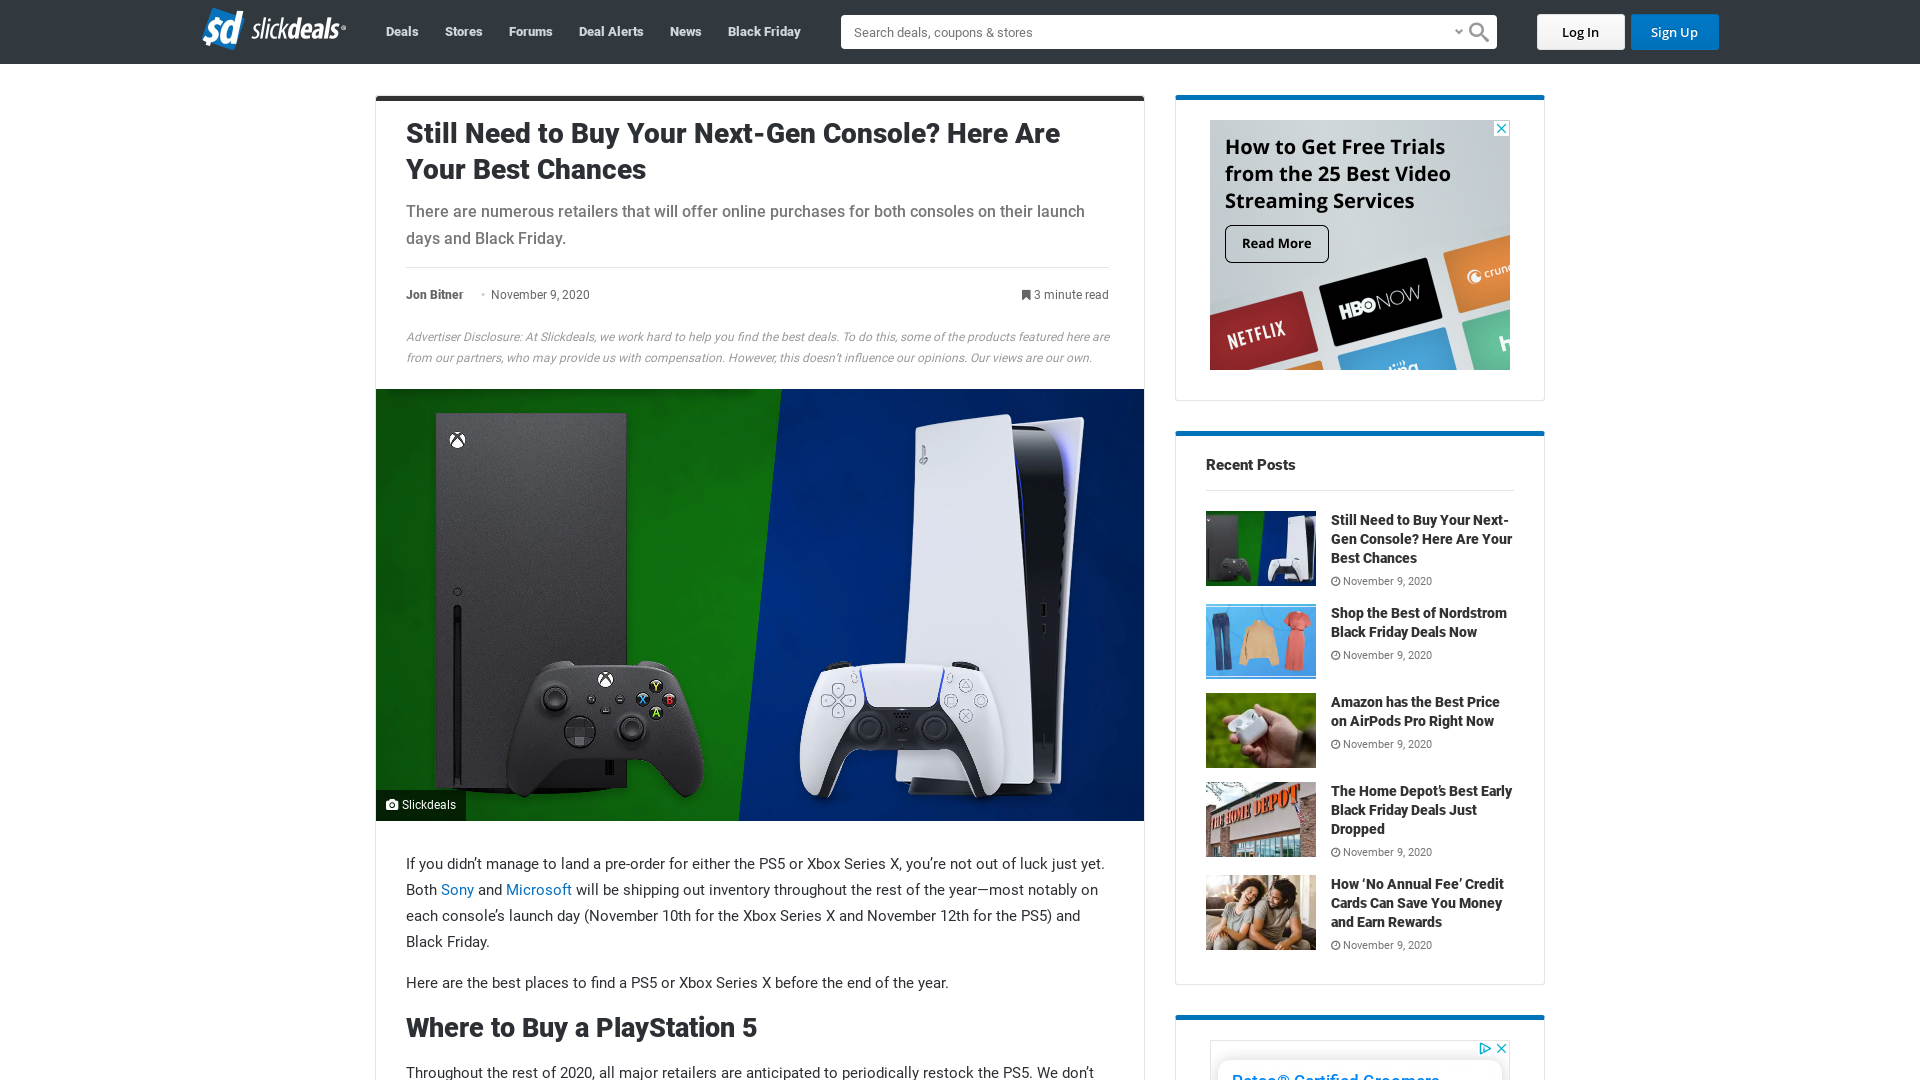 sd slickdeals
Deals
Stores
Forums
Deal Alerts
News
Black Friday
Search deals, coupons & stores
Log In
Sign Up
Still Need to Buy Your Next-Gen Console? Here Are
Your Best Chances
There are numerous retailers that will offer online purchases for both consoles on their launch
days and Black Friday.
Jon Bitner • November 9, 2020
3 minute read
Advertiser Disclosure: At Slickdeals, we work hard to help you find the best deals. To do this, some of the products featured here are
from our partners, who may provide us with compensation. However, this doesn’t influence our opinions. Our views are our own.
Y
X
B
A
Slickdeals
If you didn’t manage to land a pre-order for either the PS5 or Xbox Series X, you’re not out of luck just yet.
Both Sony and Microsoft will be shipping out inventory throughout the rest of the year—most notably on
each console’s launch day (November 10th for the Xbox Series X and November 12th for the PS5) and
Black Friday.
Here are the best places to find a PS5 or Xbox Series X before the end of the year.
Where to Buy a PlayStation 5
Throughout the rest of 2020, all major retailers are anticipated to periodically restock the PS5. We don’t
How to Get Free Trials
from the 25 Best Video
Streaming Services
Read More
NETFLIX
HBO NOW
crunc
ling
h
Recent Posts
Still Need to Buy Your Next-
Gen Console? Here Are Your
Best Chances
November 9, 2020
Shop the Best of Nordstrom
Black Friday Deals Now
November 9, 2020
Amazon has the Best Price
on AirPods Pro Right Now
November 9, 2020
THE HOME DEPOT
The Home Depot’s Best Early
Black Friday Deals Just
Dropped
November 9, 2020
How ‘No Annual Fee’ Credit
Cards Can Save You Money
and Earn Rewards
November 9, 2020
Petco® Certified Groomers